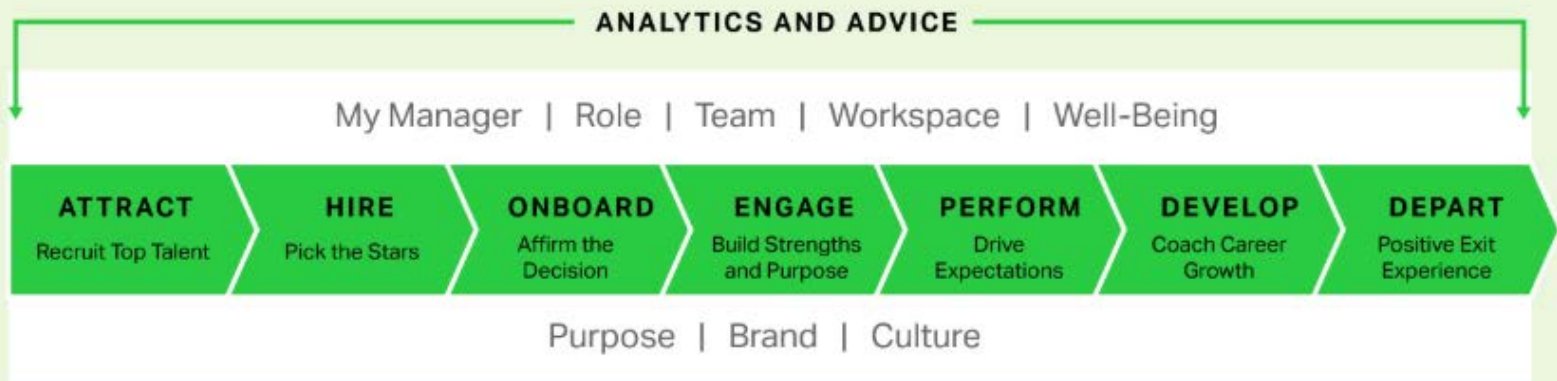 ANALYTICS AND ADVICE
My Manager | Role | Team | Workspace | Well-Being
ATTRACT
Recruit Top Talent
HIRE
Pick the Stars
ONBOARD
Affirm the
Decision
ENGAGE
Build Strengths
and Purpose
PERFORM
Drive
Expectations
DEVELOP
Coach Career
Growth
DEPART
Positive Exit
Experience
Purpose | Brand | Culture